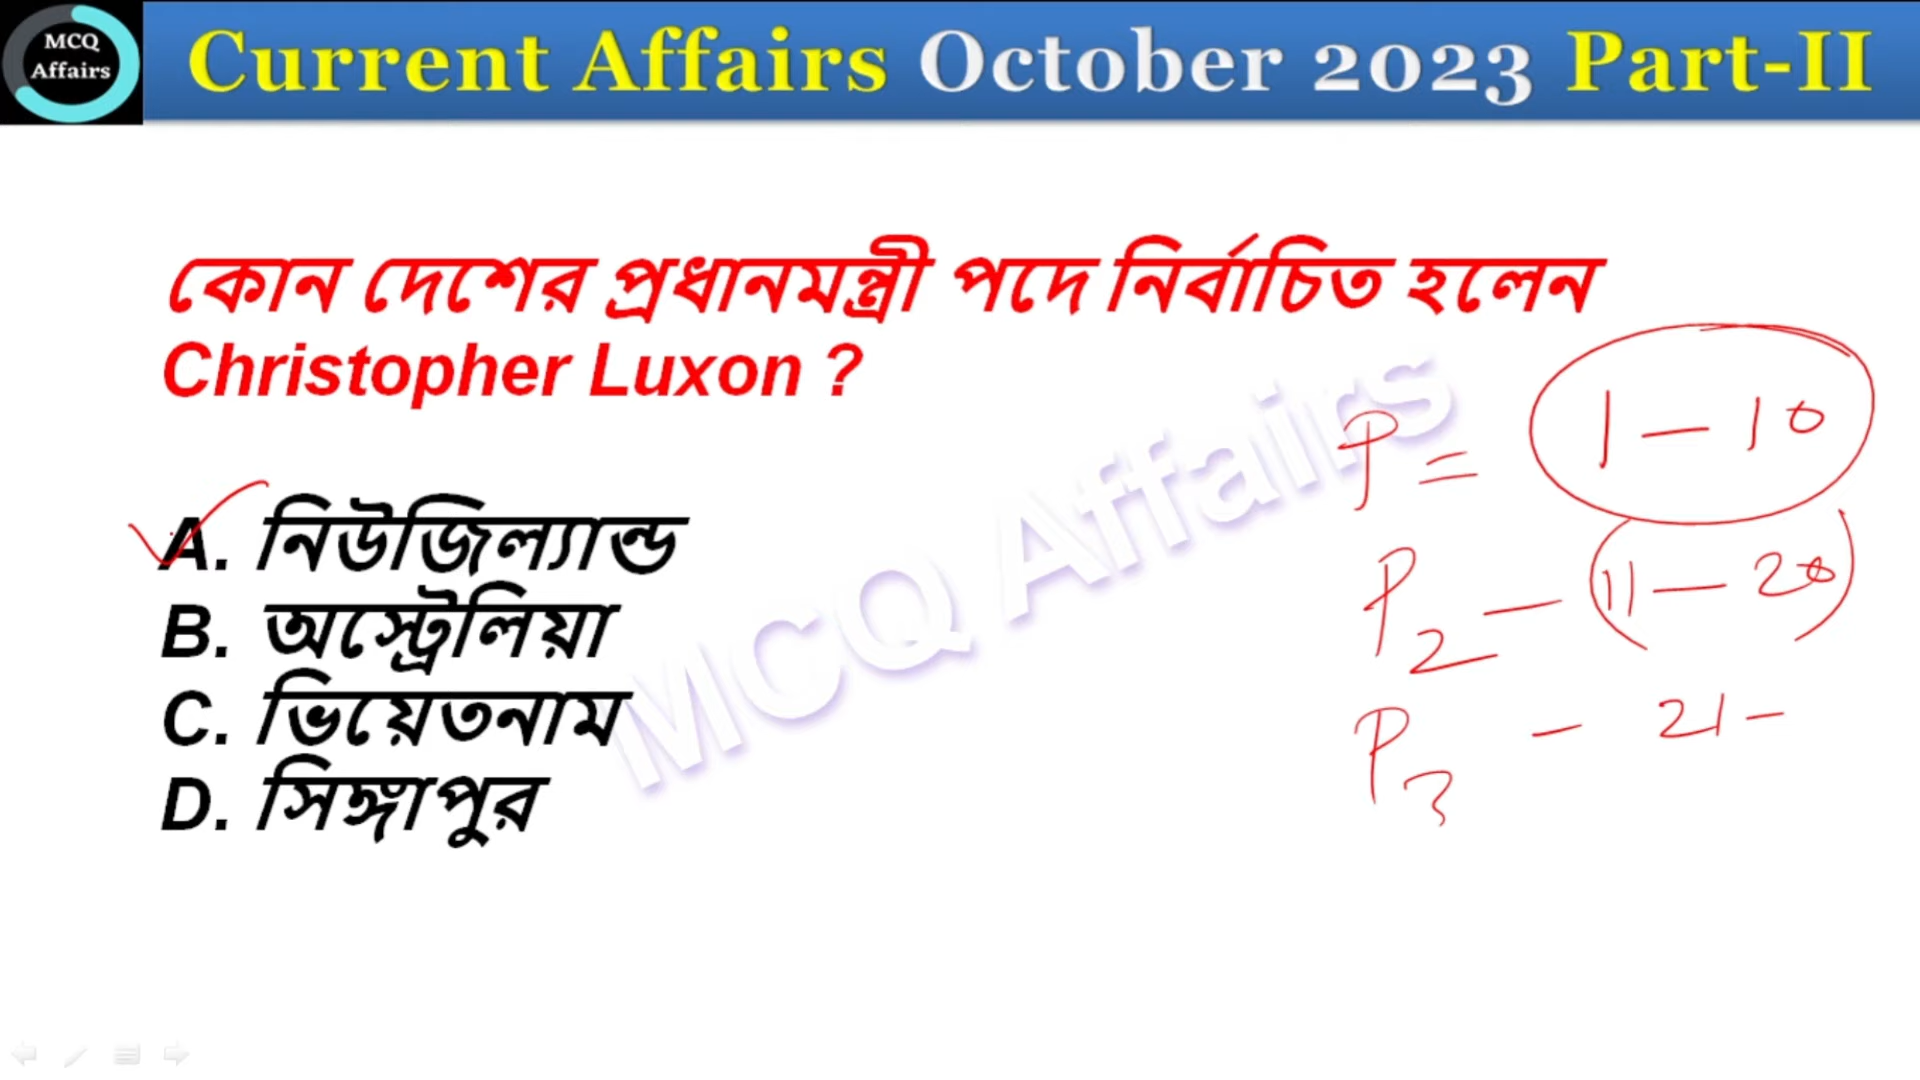 MCQ
Affairs
Current Affairs October 2023 Part-II
কোন দেশের প্রধানমন্ত্রী পদে নির্বাচিত হলেন
Christopher Luxon ?
A. নিউজিল্যান্ড
B. অস্ট্রেলিয়া
C. ভিয়েতনাম
D. সিঙ্গাপুর
MCQ Affairs
P = 1 - 10
P2 - (11 - 20)
P3 - 21 -